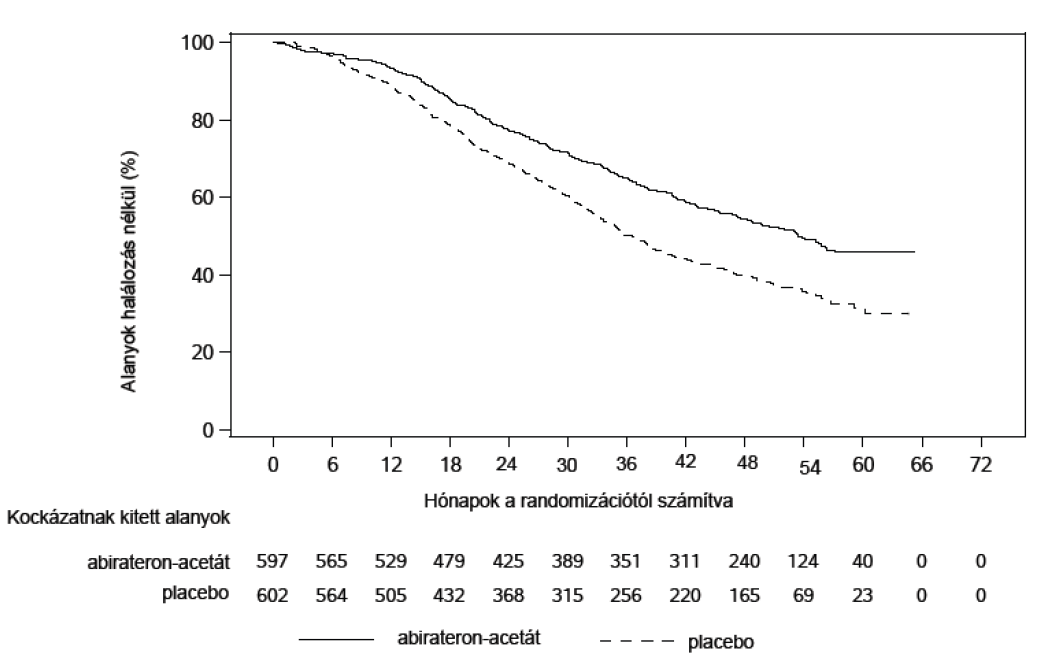 Alanyok halálozás nélkül (%)
100
80
60
40
20
0
0 6 12 18 24 30 36 42 48 54 60 66 72
Hónapok a randomizációtól számítva
Kockázatnak kitett alanyok
abirateron-acetát 597 565 529 479 425 389 351 311 240 124 40 0 0
placebo 602 564 505 432 368 315 256 220 165 69 23 0 0
abirateron-acetát placebo